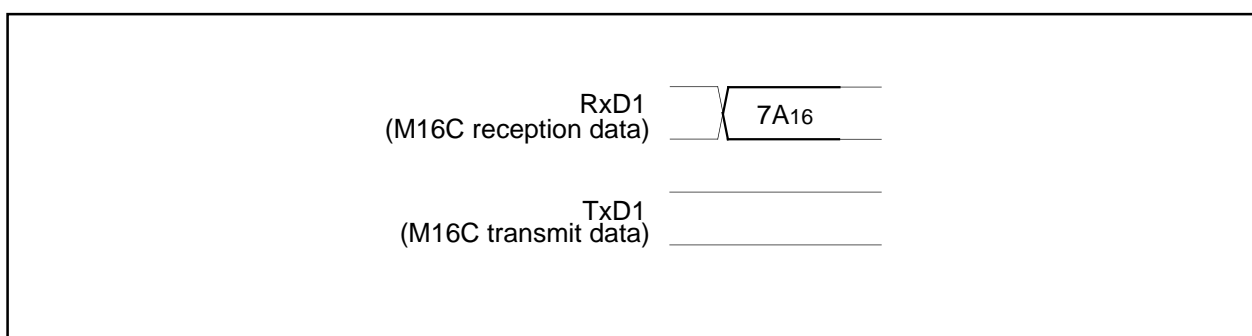 RxD1
(M16C reception data)
7A16
TxD1
(M16C transmit data)